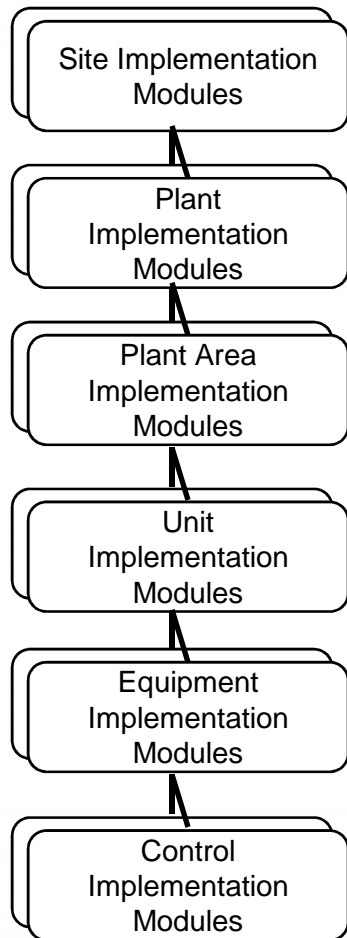 Site Implementation
Modules
Plant
Implementation
Modules
Plant Area
Implementation
Modules
Unit
Implementation
Modules
Equipment
Implementation
Modules
Control
Implementation
Modules